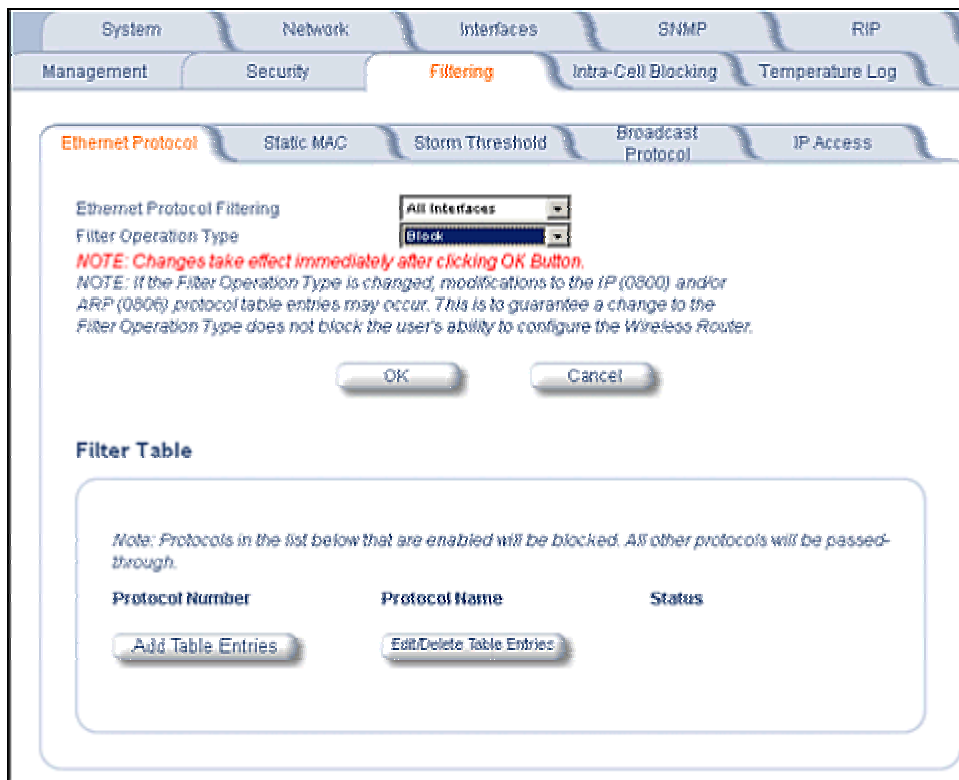 System Network Interfaces SNMP RIP
Management Security Filtering Intra-Cell Blocking Temperature Log
Ethernet Protocol Static MAC Storm Threshold Broadcast Protocol IP Access
Ethernet Protocol Filtering All Interfaces
Filter Operation Type Block
NOTE: Changes take effect immediately after clicking OK Button.
NOTE: If the Filter Operation Type is changed, modifications to the IP (0800) and/or
ARP (0806) protocol table entries may occur. This is to guarantee a change to the
Filter Operation Type does not block the user's ability to configure the Wireless Router.
OK Cancel
Filter Table
Note: Protocols in the list below that are enabled will be blocked. All other protocols will be passed-
through.
Protocol Number Protocol Name Status
Add Table Entries Edit/Delete Table Entries